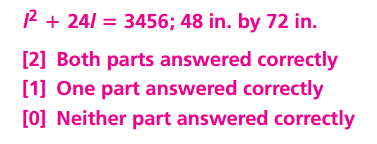 l² + 24l = 3456; 48 in. by 72 in.
[2] Both parts answered correctly
[1] One part answered correctly
[0] Neither part answered correctly